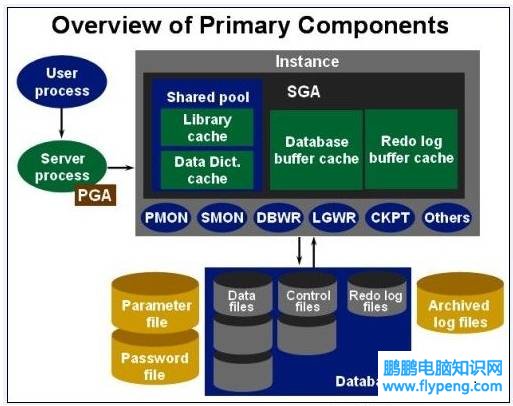 Overview of Primary Components
User
process
Server
process
PGA
Instance
SGA
Shared pool
Library
cache
Data Dict.
cache
Database
buffer cache
Redo log
buffer cache
PMON
SMON
DBWR
LGWR
CKPT
Others
Parameter
file
Password
file
Data
files
Control
files
Redo log
files
Archived
log files
Databas
鹏鹏电脑知识网
www.flypeng.com